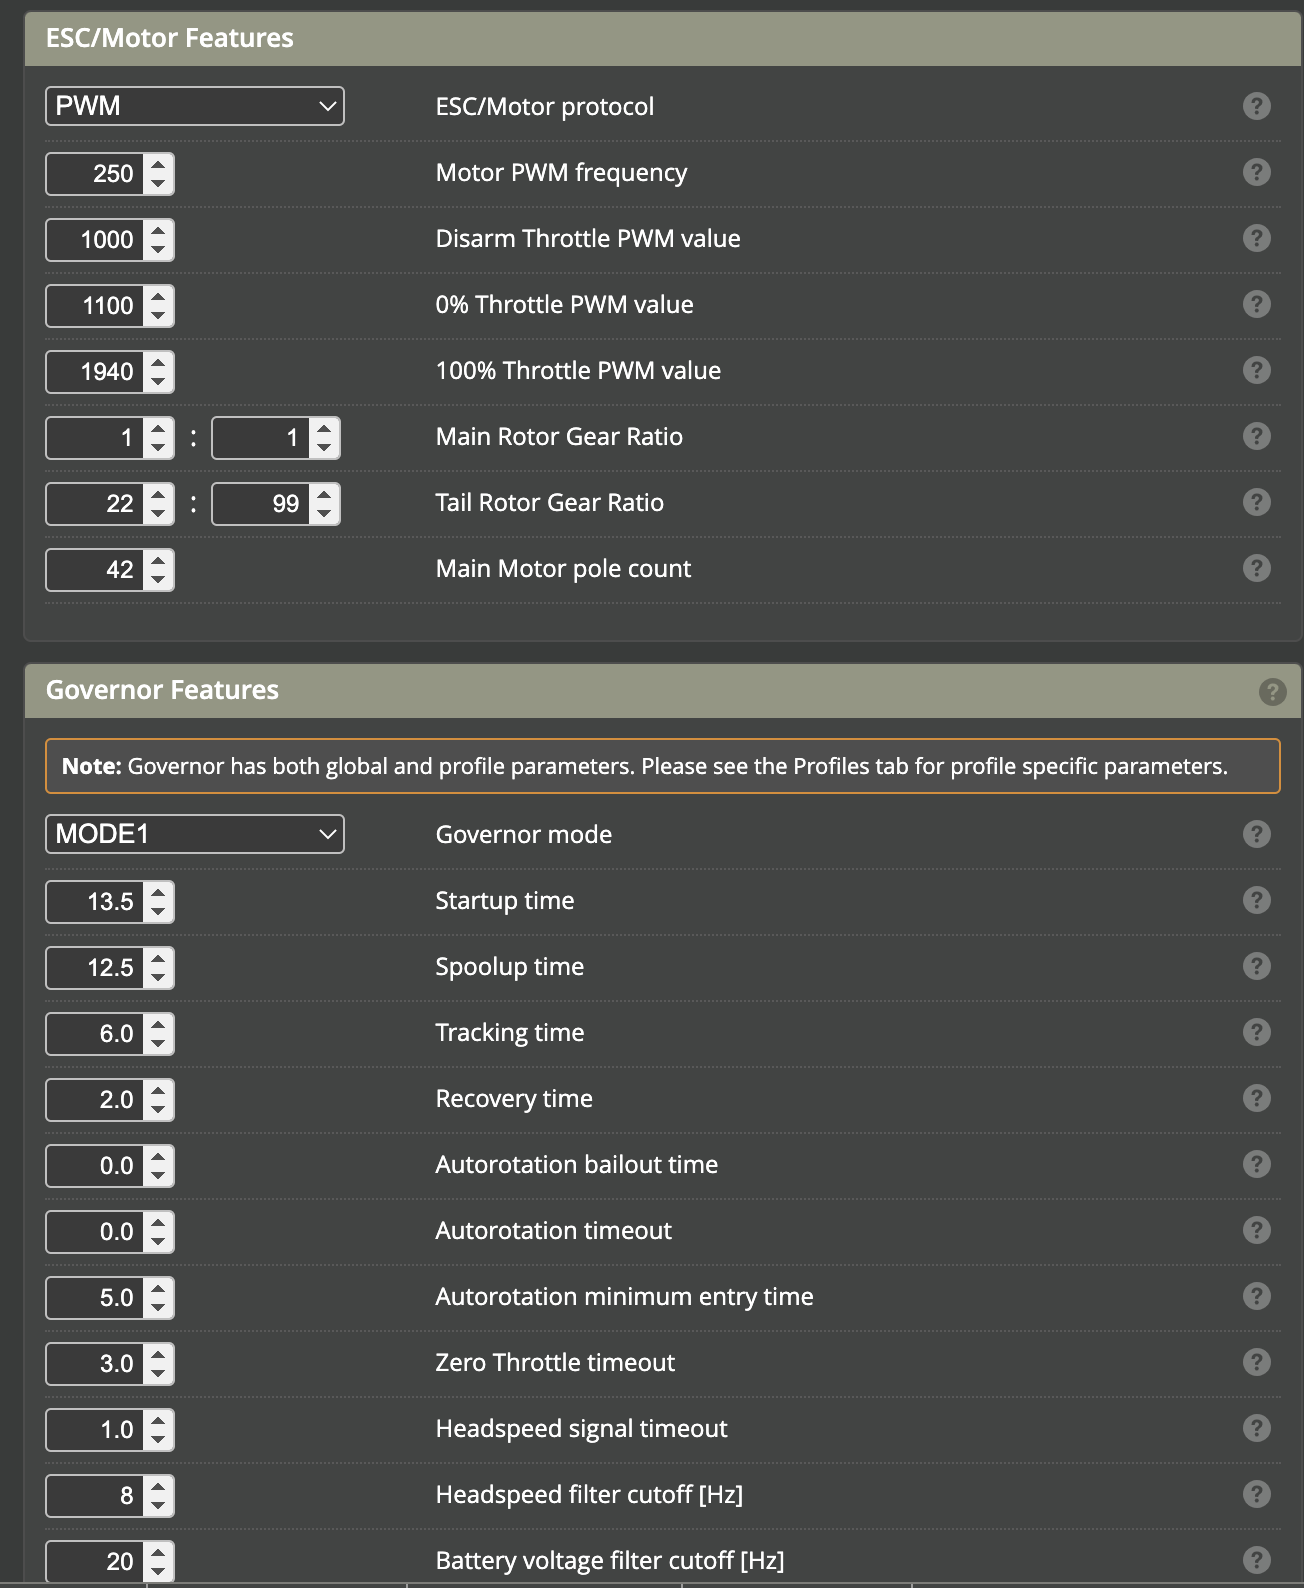 ESC/Motor Features
PWM ESC/Motor protocol ?
250 Motor PWM frequency ?
1000 Disarm Throttle PWM value ?
1100 0% Throttle PWM value ?
1940 100% Throttle PWM value ?
1 : 1 Main Rotor Gear Ratio ?
22 : 99 Tail Rotor Gear Ratio ?
42 Main Motor pole count ?
Governor Features ?
Note: Governor has both global and profile parameters. Please see the Profiles tab for profile specific parameters.
MODE1 Governor mode ?
13.5 Startup time ?
12.5 Spoolup time ?
6.0 Tracking time ?
2.0 Recovery time ?
0.0 Autorotation bailout time ?
0.0 Autorotation timeout ?
5.0 Autorotation minimum entry time ?
3.0 Zero Throttle timeout ?
1.0 Headspeed signal timeout ?
8 Headspeed filter cutoff [Hz] ?
20 Battery voltage filter cutoff [Hz] ?